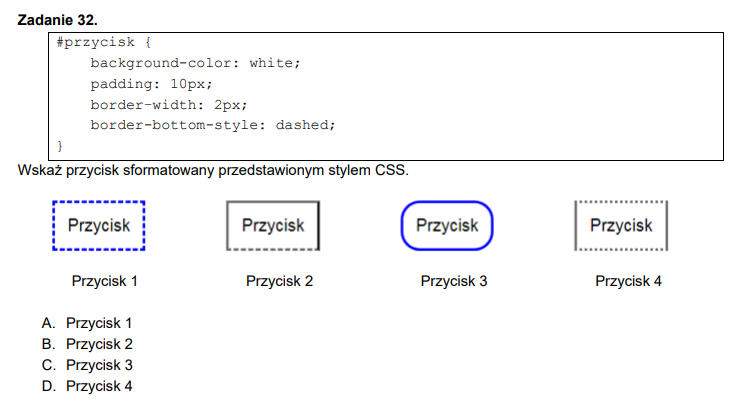 Zadanie 32.
#przycisk {
background-color: white;
padding: 10px;
border-width: 2px;
border-bottom-style: dashed;
}
Wskaż przycisk sformatowany przedstawionym stylem CSS.
Przycisk Przycisk Przycisk Przycisk
Przycisk 1 Przycisk 2 Przycisk 3 Przycisk 4
A. Przycisk 1
B. Przycisk 2
C. Przycisk 3
D. Przycisk 4